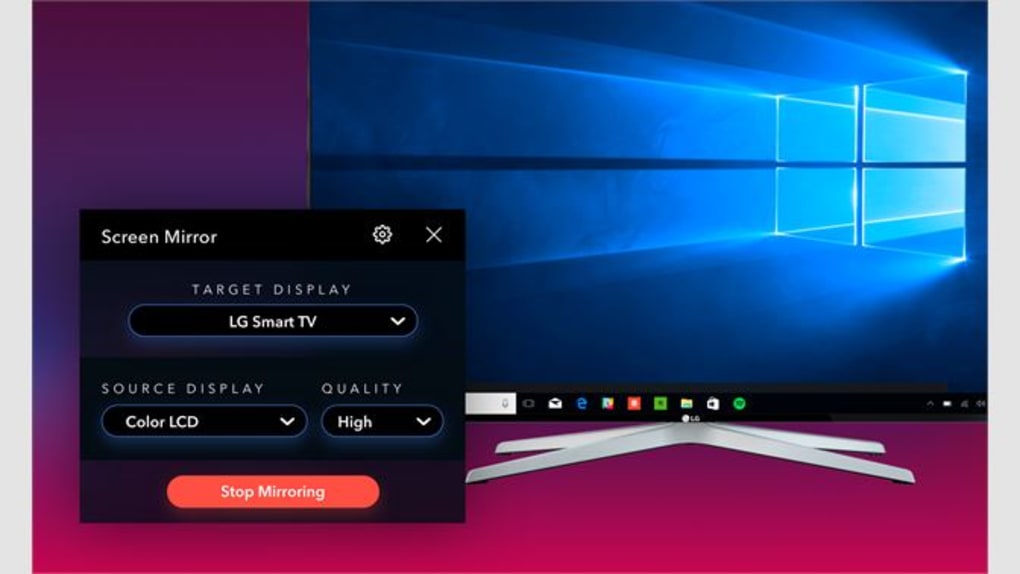 Screen Mirror
TARGET DISPLAY
LG Smart TV
SOURCE DISPLAY
QUALITY
Color LCD
High
Stop Mirroring
LG